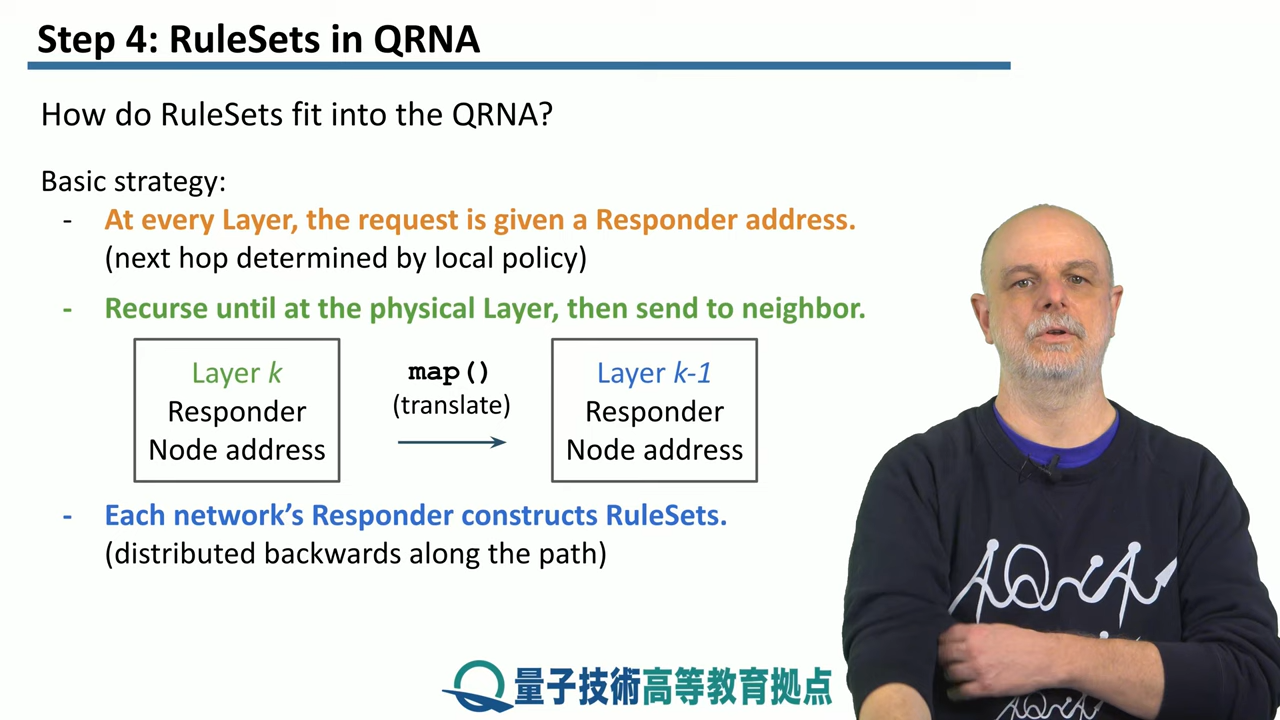 Step 4: RuleSets in QRNA
How do RuleSets fit into the QRNA?
Basic strategy:
- At every Layer, the request is given a Responder address.
(next hop determined by local policy)
- Recurse until at the physical Layer, then send to neighbor.
Layer k
Responder
Node address
map()
(translate)
Layer k-1
Responder
Node address
- Each network’s Responder constructs RuleSets.
(distributed backwards along the path)
量子技術高等教育拠点